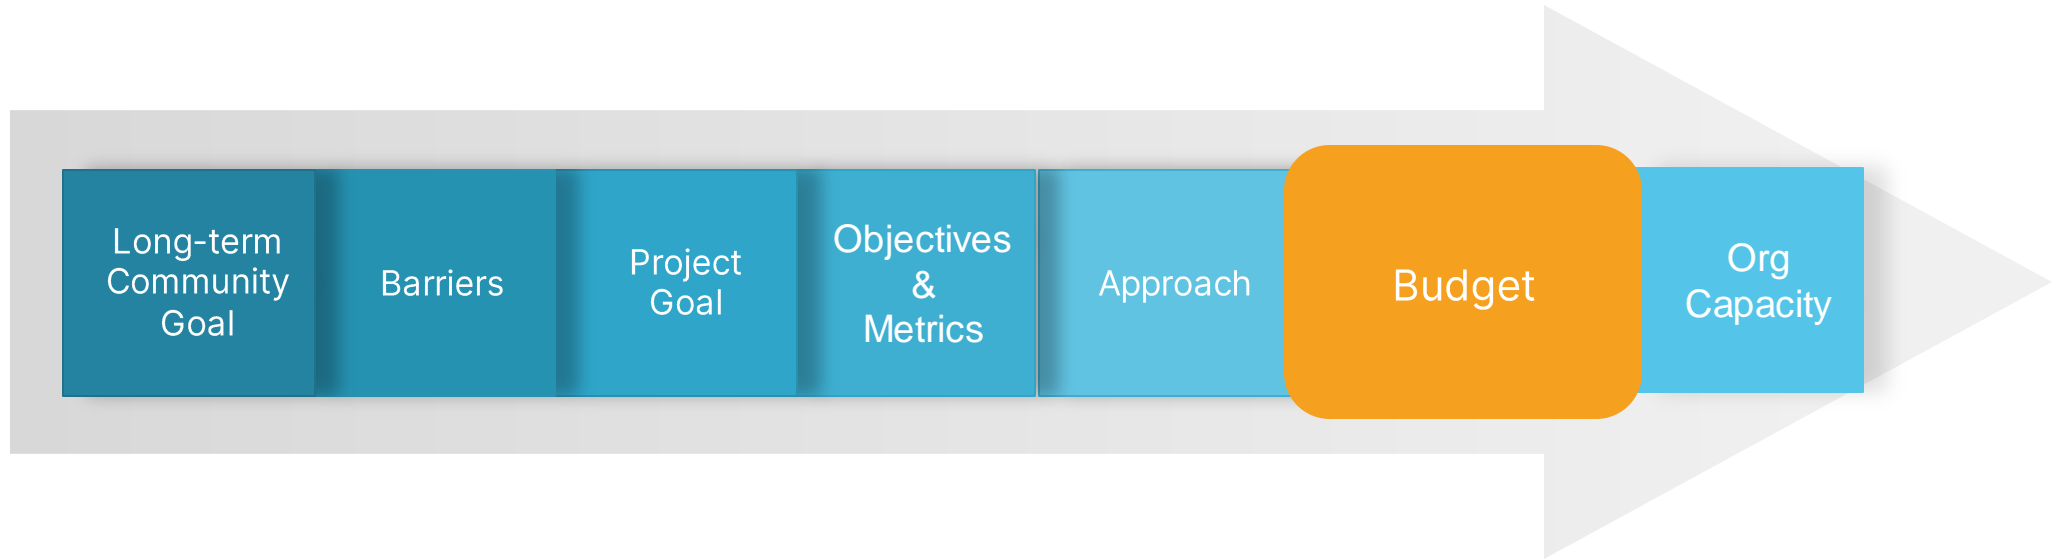 Long-term
Community
Goal
Barriers
Project
Goal
Objectives
&
Metrics
Approach
Budget
Org
Capacity